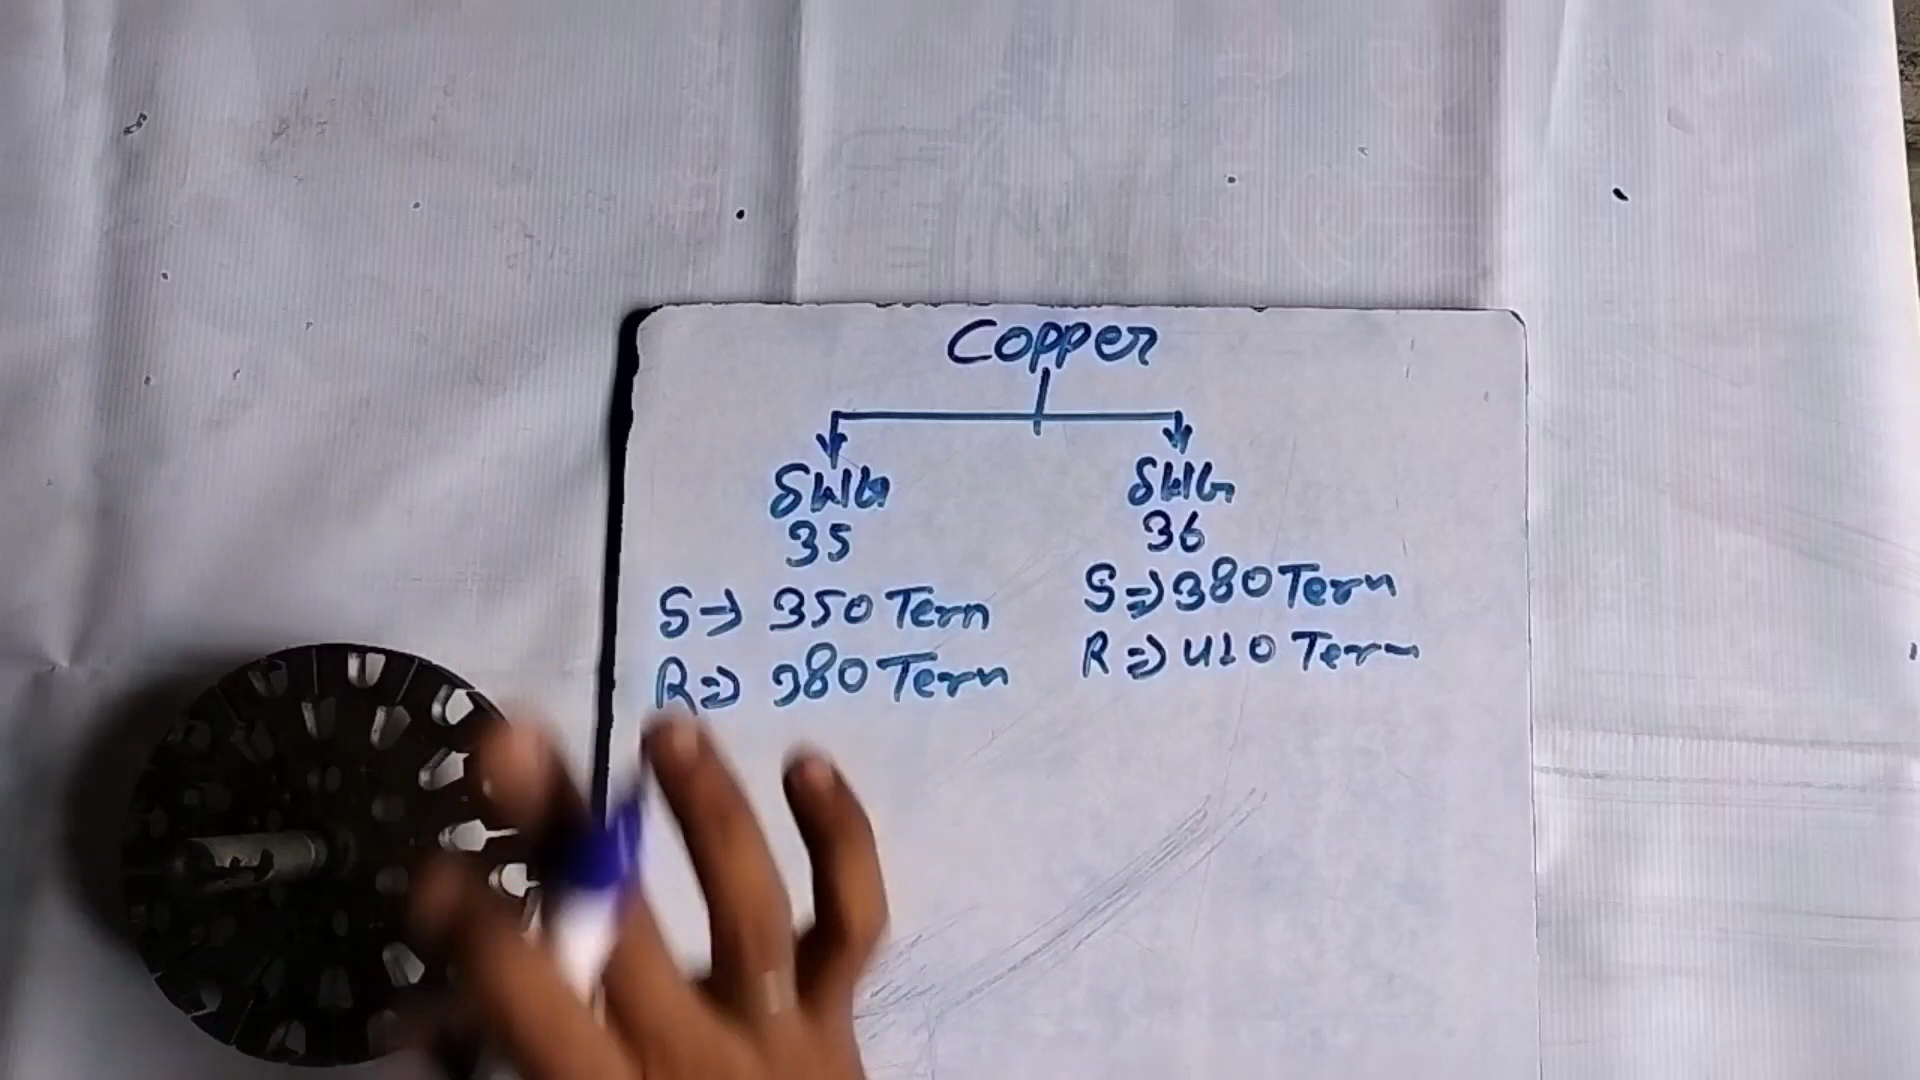 Copper
SWG
35
S→ 350 Tern
R⇒ 380 Tern
SWG
36
S⇒ 380 Tern
R⇒ 410 Tern